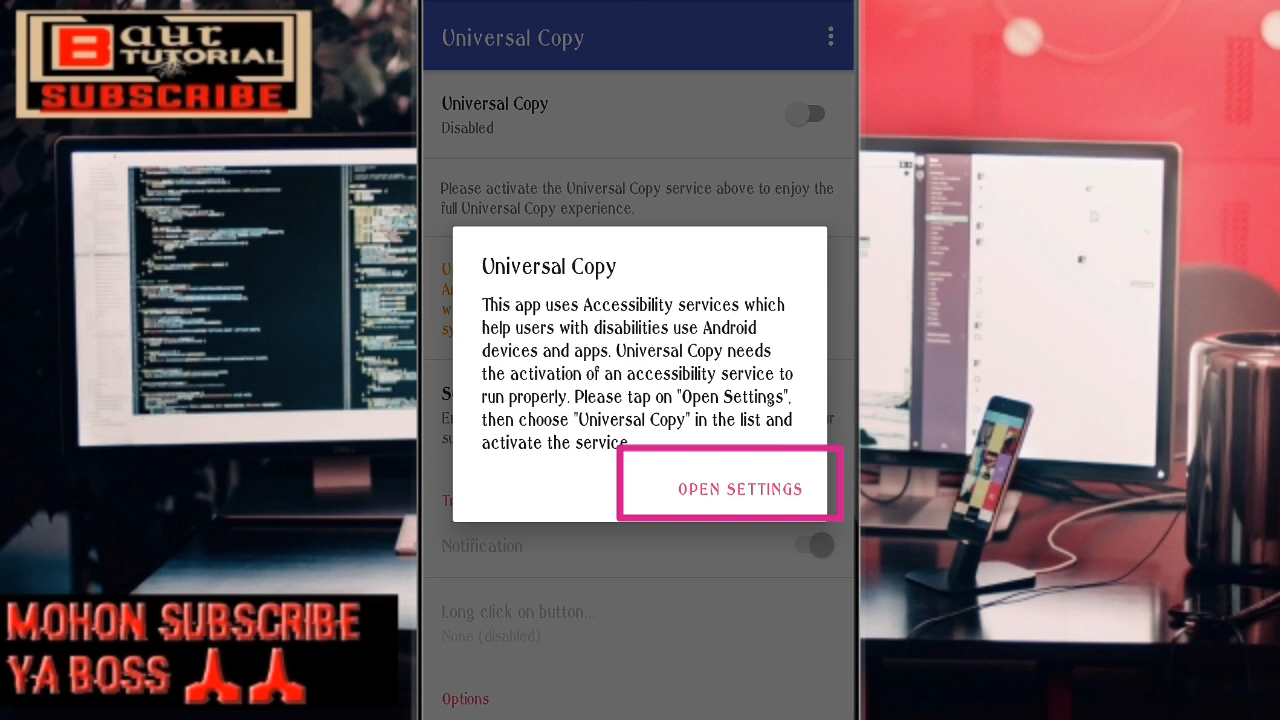 Baur
TUTORIAL
SUBSCRIBE
Universal Copy
Universal Copy
Disabled
Please activate the Universal Copy service above to enjoy the
full Universal Copy experience.
Universal Copy
This app uses Accessibility services which
help users with disabilities use Android
devices and apps. Universal Copy needs
the activation of an accessibility service to
run properly. Please tap on "Open Settings",
then choose "Universal Copy" in the list and
activate the service
OPEN SETTINGS
Notification
Long click on button...
None (disabled)
Options
MOHON SUBSCRIBE
YA BOSS